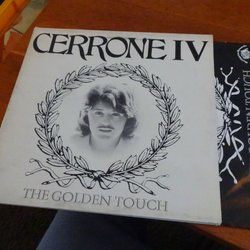 CERRONE IV
THE GOLDEN TOUCH